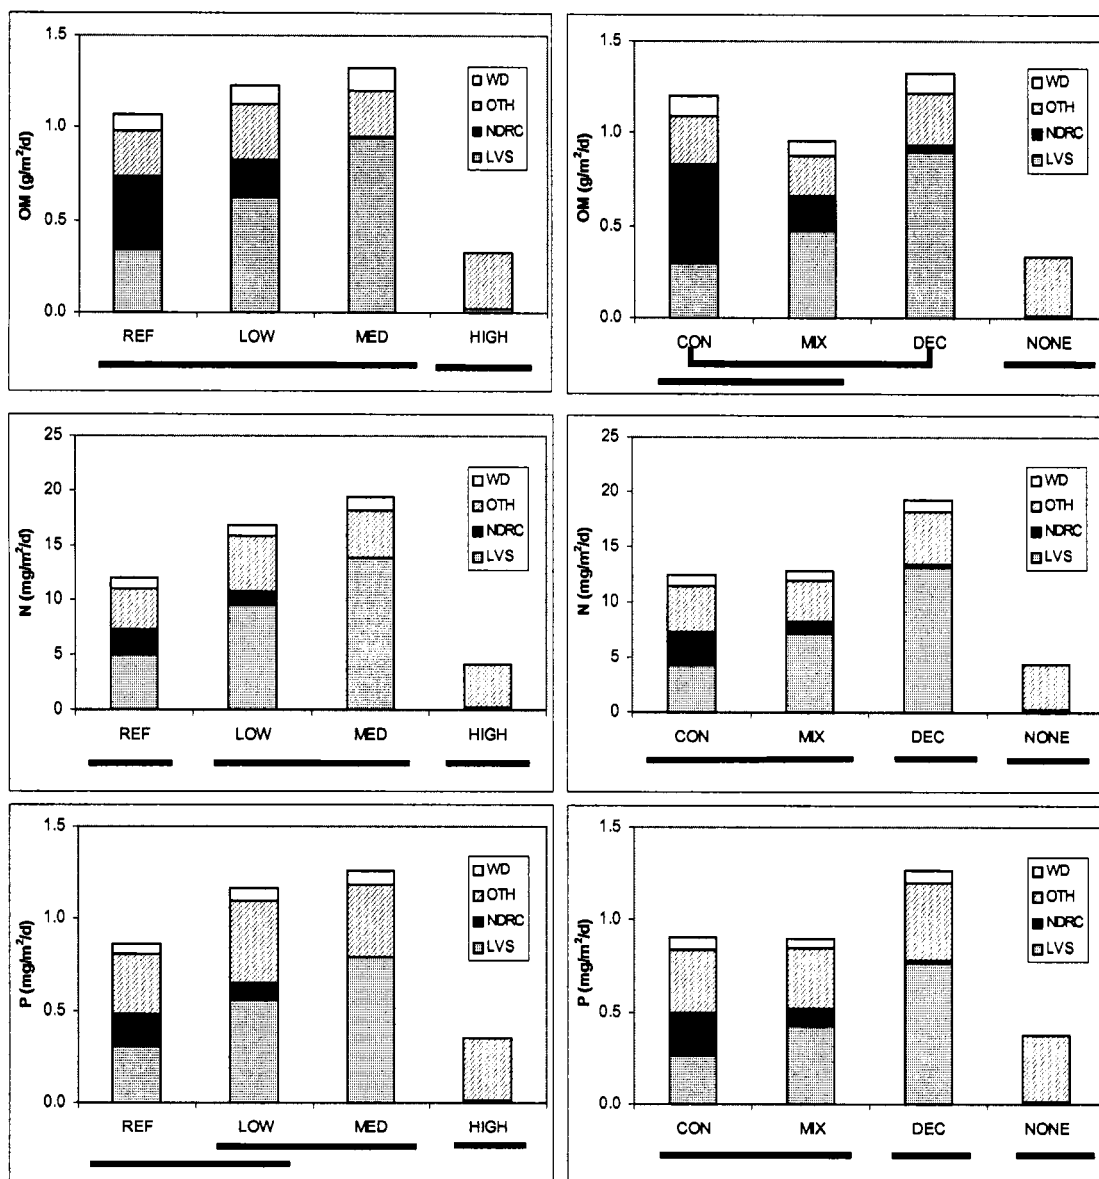 OM (g/m²/d)
1.5
1.0
0.5
0.0
WD
OTH
NDRC
LVS
REF LOW MED HIGH
OM (g/m²/d)
1.5
1.0
0.5
0.0
WD
OTH
NDRC
LVS
CON MIX DEC NONE
N (mg/m²/d)
25
20
15
10
5
0
WD
OTH
NDRC
LVS
REF LOW MED HIGH
N (mg/m²/d)
25
20
15
10
5
0
WD
OTH
NDRC
LVS
CON MIX DEC NONE
P (mg/m²/d)
1.5
1.0
0.5
0.0
WD
OTH
NDRC
LVS
REF LOW MED HIGH
P (mg/m²/d)
1.5
1.0
0.5
0.0
WD
OTH
NDRC
LVS
CON MIX DEC NONE